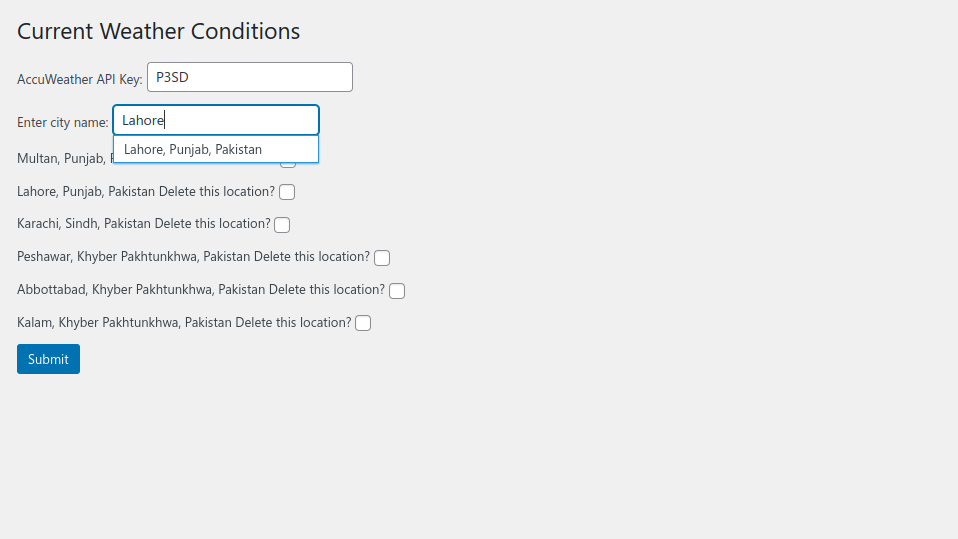 Current Weather Conditions
AccuWeather API Key: P3SD
Enter city name: Lahore
Lahore, Punjab, Pakistan
Multan, Punjab,
Lahore, Punjab, Pakistan Delete this location?
Karachi, Sindh, Pakistan Delete this location?
Peshawar, Khyber Pakhtunkhwa, Pakistan Delete this location?
Abbottabad, Khyber Pakhtunkhwa, Pakistan Delete this location?
Kalam, Khyber Pakhtunkhwa, Pakistan Delete this location?
Submit